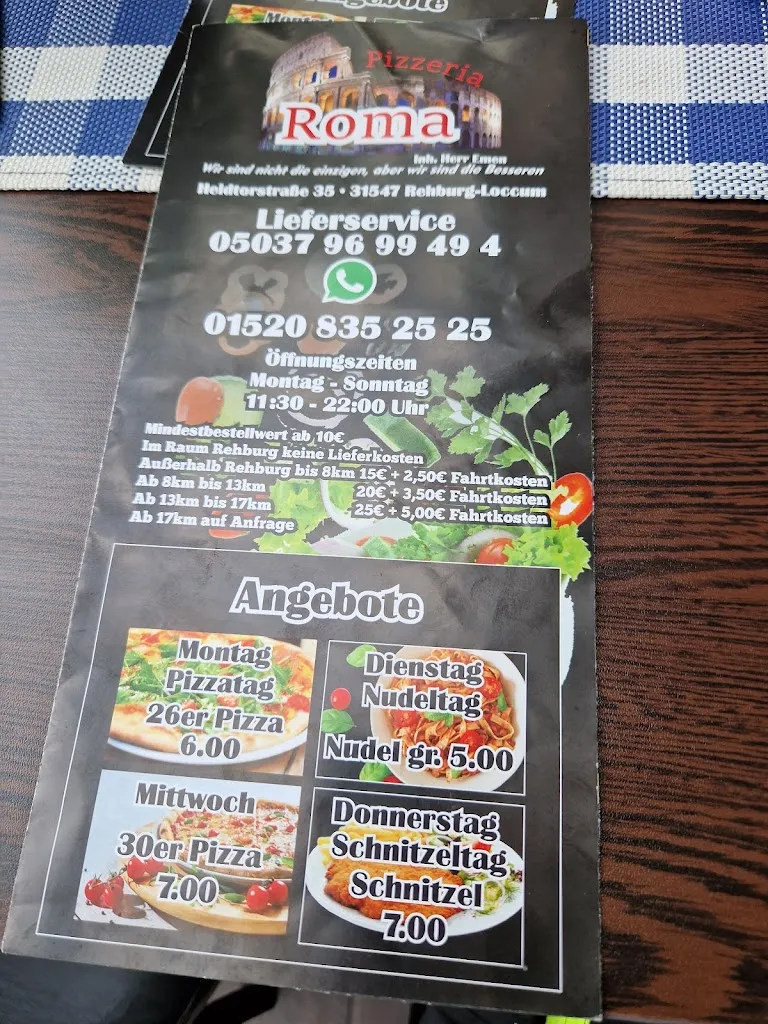 Angebote
Pizzeria
Roma
Inh. Herr Emen
Wir sind nicht die einzigen, aber wir sind die Besseren
Heidtorstraße 35 • 31547 Rehburg-Loccum
Lieferservice
05037 96 99 49 4
01520 835 25 25
Öffnungszeiten
Montag - Sonntag
11:30 - 22:00 Uhr
Mindestbestellwert ab 10€
Im Raum Rehburg keine Lieferkosten
Außerhalb Rehburg bis 8km 15€ + 2,50€ Fahrtkosten
Ab 8km bis 13km 20€ + 3,50€ Fahrtkosten
Ab 13km bis 17km 25€ + 5,00€ Fahrtkosten
Ab 17km auf Anfrage
Angebote
Montag
Pizzatag
26er Pizza
6.00
Dienstag
Nudeltag
Nudel gr. 5.00
Mittwoch
30er Pizza
7.00
Donnerstag
Schnitzeltag
Schnitzel
7.00